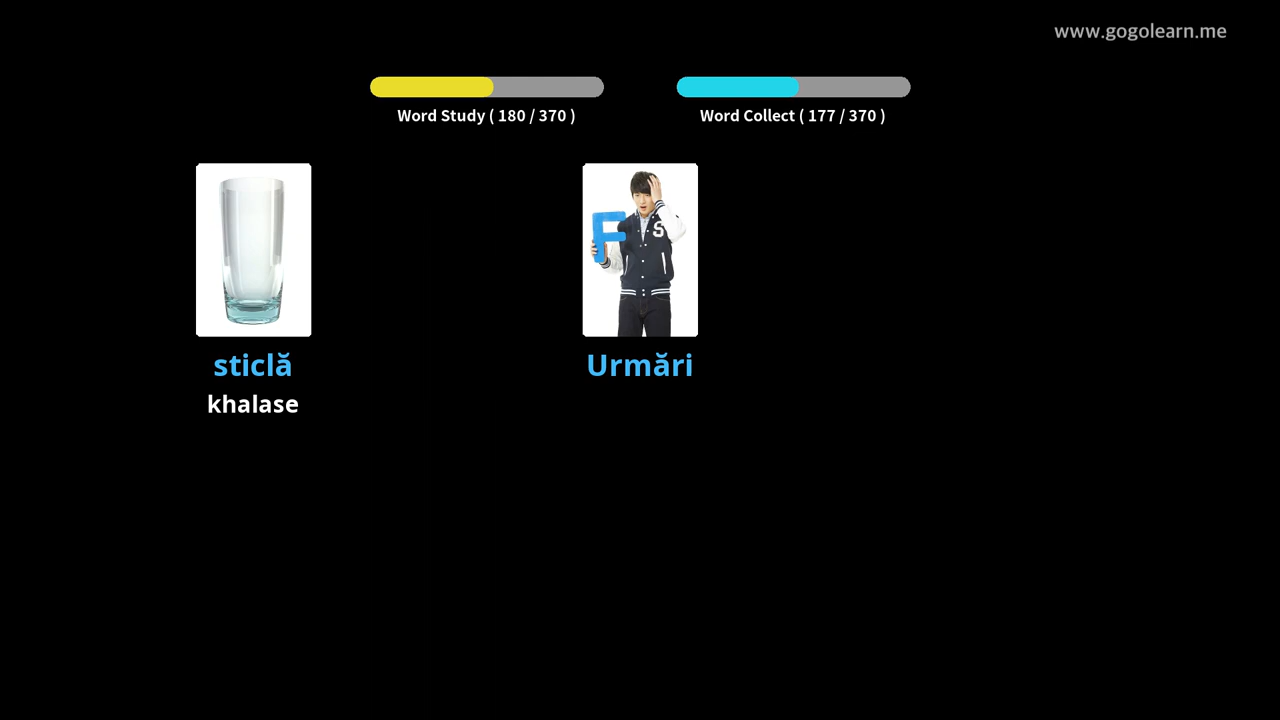 www.gogolearn.me
Word Study ( 180 / 370 )
Word Collect ( 177 / 370 )
F
S
sticlă
Urmări
khalase